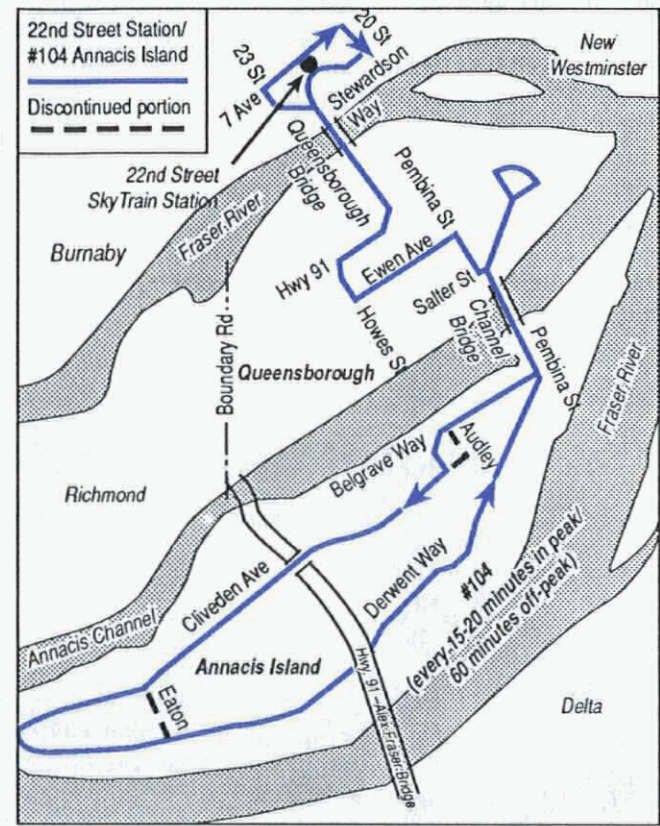 22nd Street Station/
#104 Annacis Island
Discontinued portion
20 St
23 St
7 Ave
Stewardson
Way
New
Westminster
22nd Street
SkyTrain Station
Queensborough
Bridge
Pembina St
Burnaby
Fraser River
Hwy 91
Ewen Ave
Salter St
Channel
Bridge
Howes St
Boundary Rd
Queensborough
Pembina St
Fraser River
Belgrave Way
Audley
Richmond
Derwent Way
#104
(every 15-20 minutes in peak/
60 minutes off-peak)
Cliveden Ave
Annacis Channel
Annacis Island
Eaton
Hwy. 91 - Alex Fraser Bridge
Delta